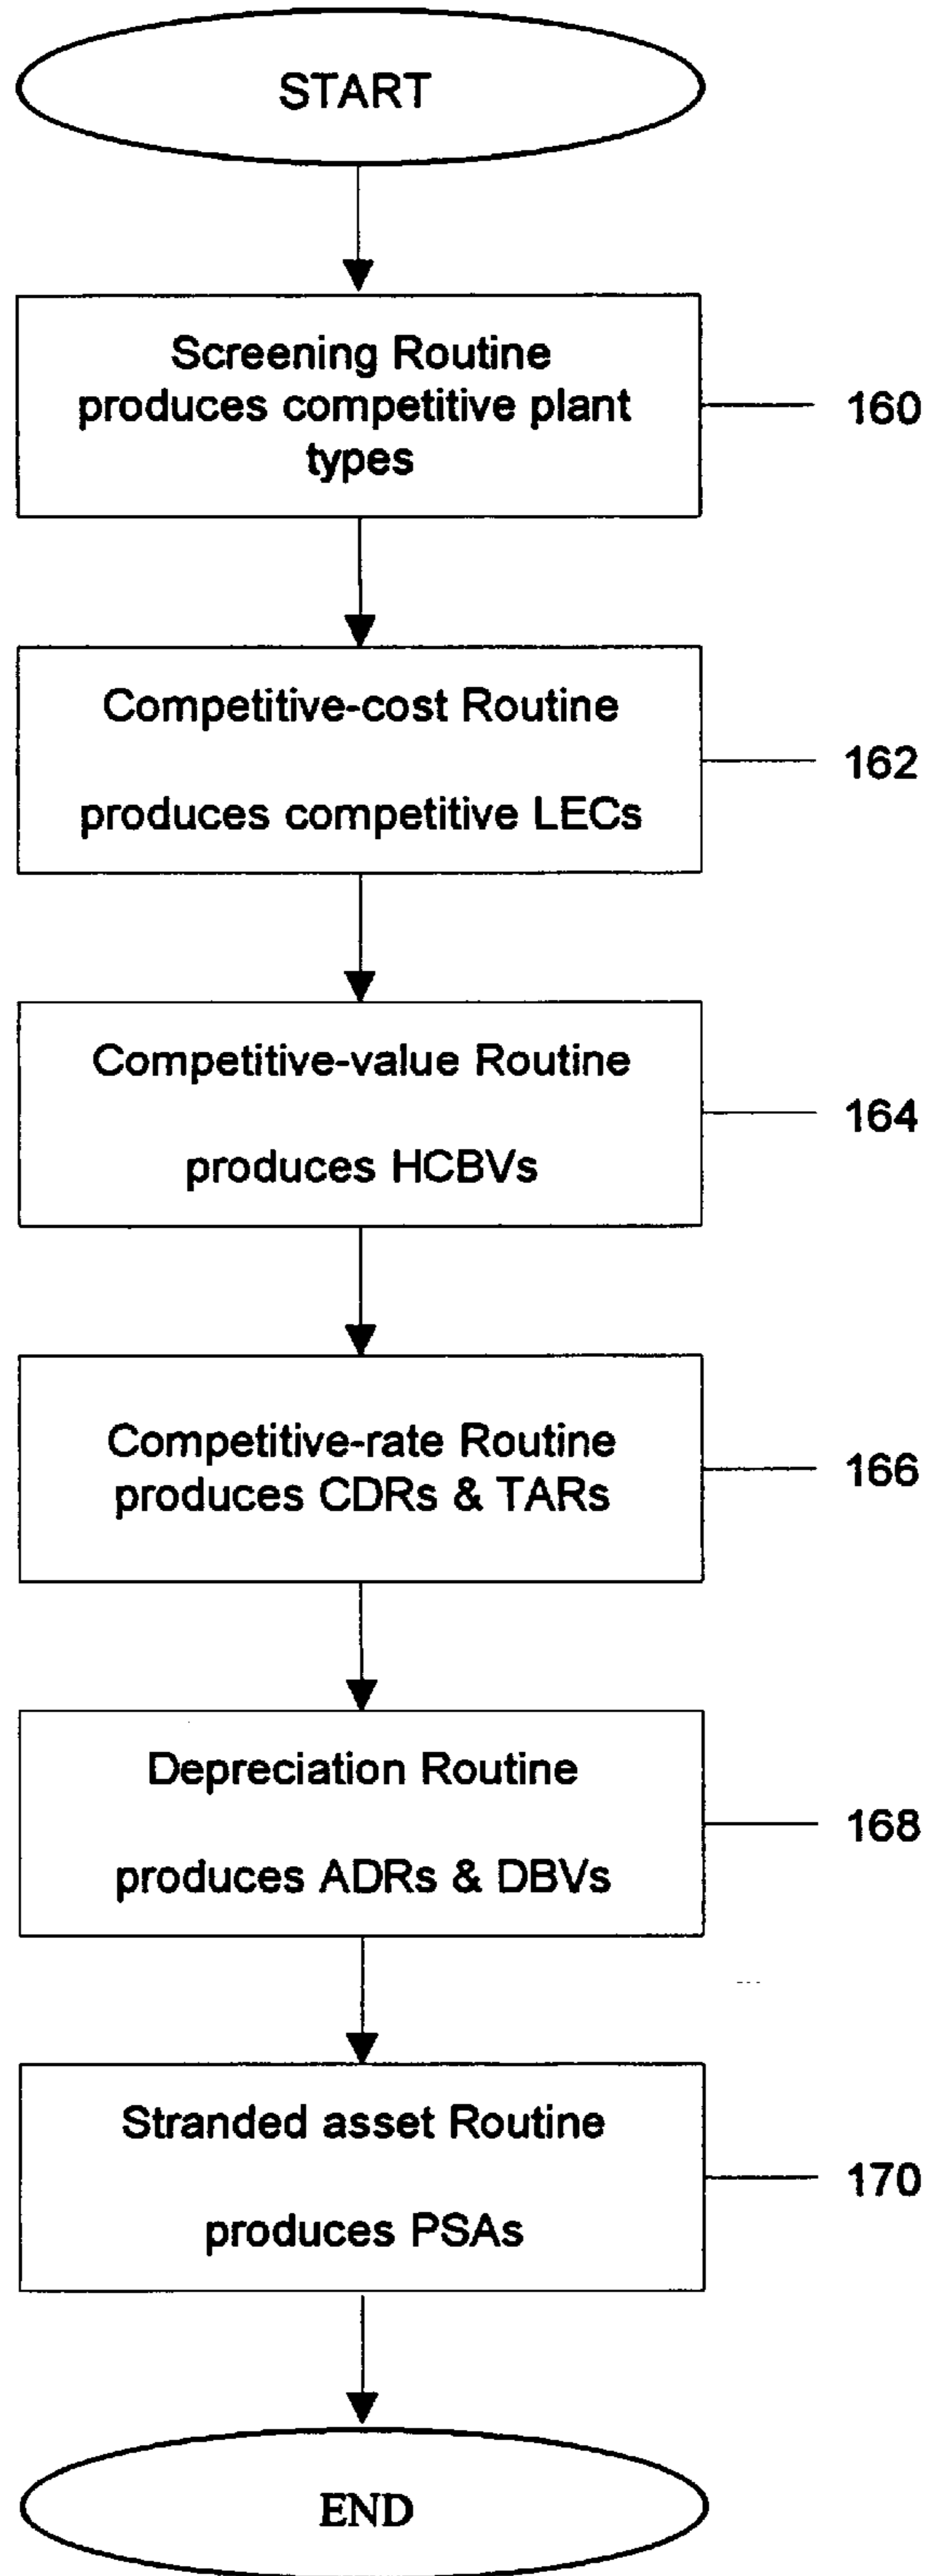 START
Screening Routine
produces competitive plant
types
160
Competitive-cost Routine
produces competitive LECs
162
Competitive-value Routine
produces HCBVs
164
Competitive-rate Routine
produces CDRs & TARs
166
Depreciation Routine
produces ADRs & DBVs
168
Stranded asset Routine
produces PSAs
170
END